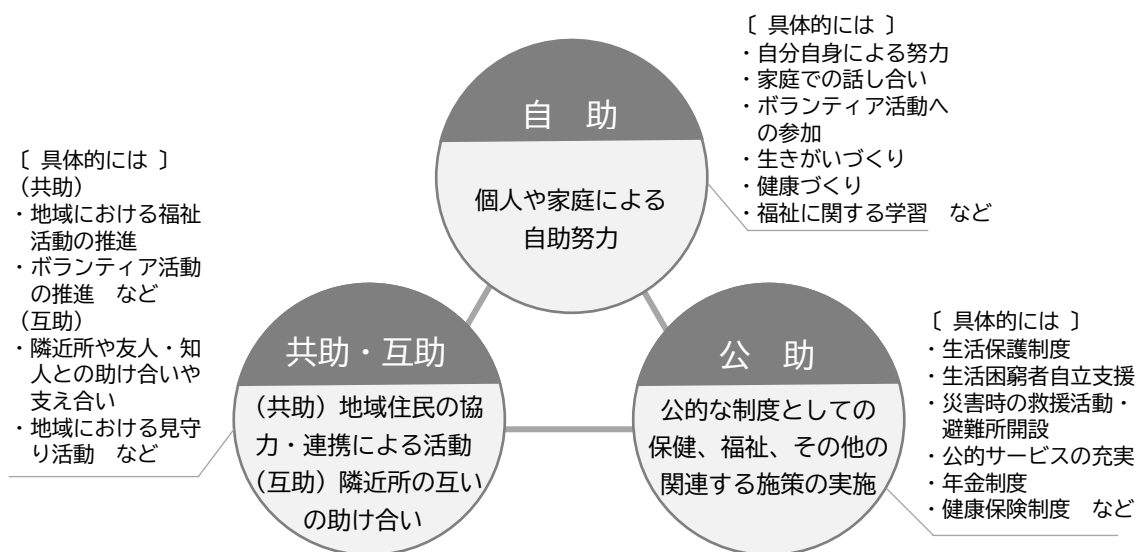 自　助
個人や家庭による
自助努力
〔 具体的には 〕
・自分自身による努力
・家庭での話し合い
・ボランティア活動へ
の参加
・生きがいづくり
・健康づくり
・福祉に関する学習　など
〔 具体的には 〕
（共助）
・地域における福祉
活動の推進
・ボランティア活動
の推進　など
（互助）
・隣近所や友人・知
人との助け合いや
支え合い
・地域における見守
り活動　など
共助・互助
（共助）地域住民の協
力・連携による活動
（互助）隣近所の互い
の助け合い
公　助
公的な制度としての
保健、福祉、その他の
関連する施策の実施
〔 具体的には 〕
・生活保護制度
・生活困窮者自立支援
・災害時の救援活動・
避難所開設
・公的サービスの充実
・年金制度
・健康保険制度　など